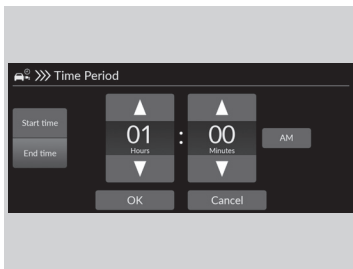 Time Period
Start time
End time
01
Hours
:
00
Minutes
AM
OK
Cancel